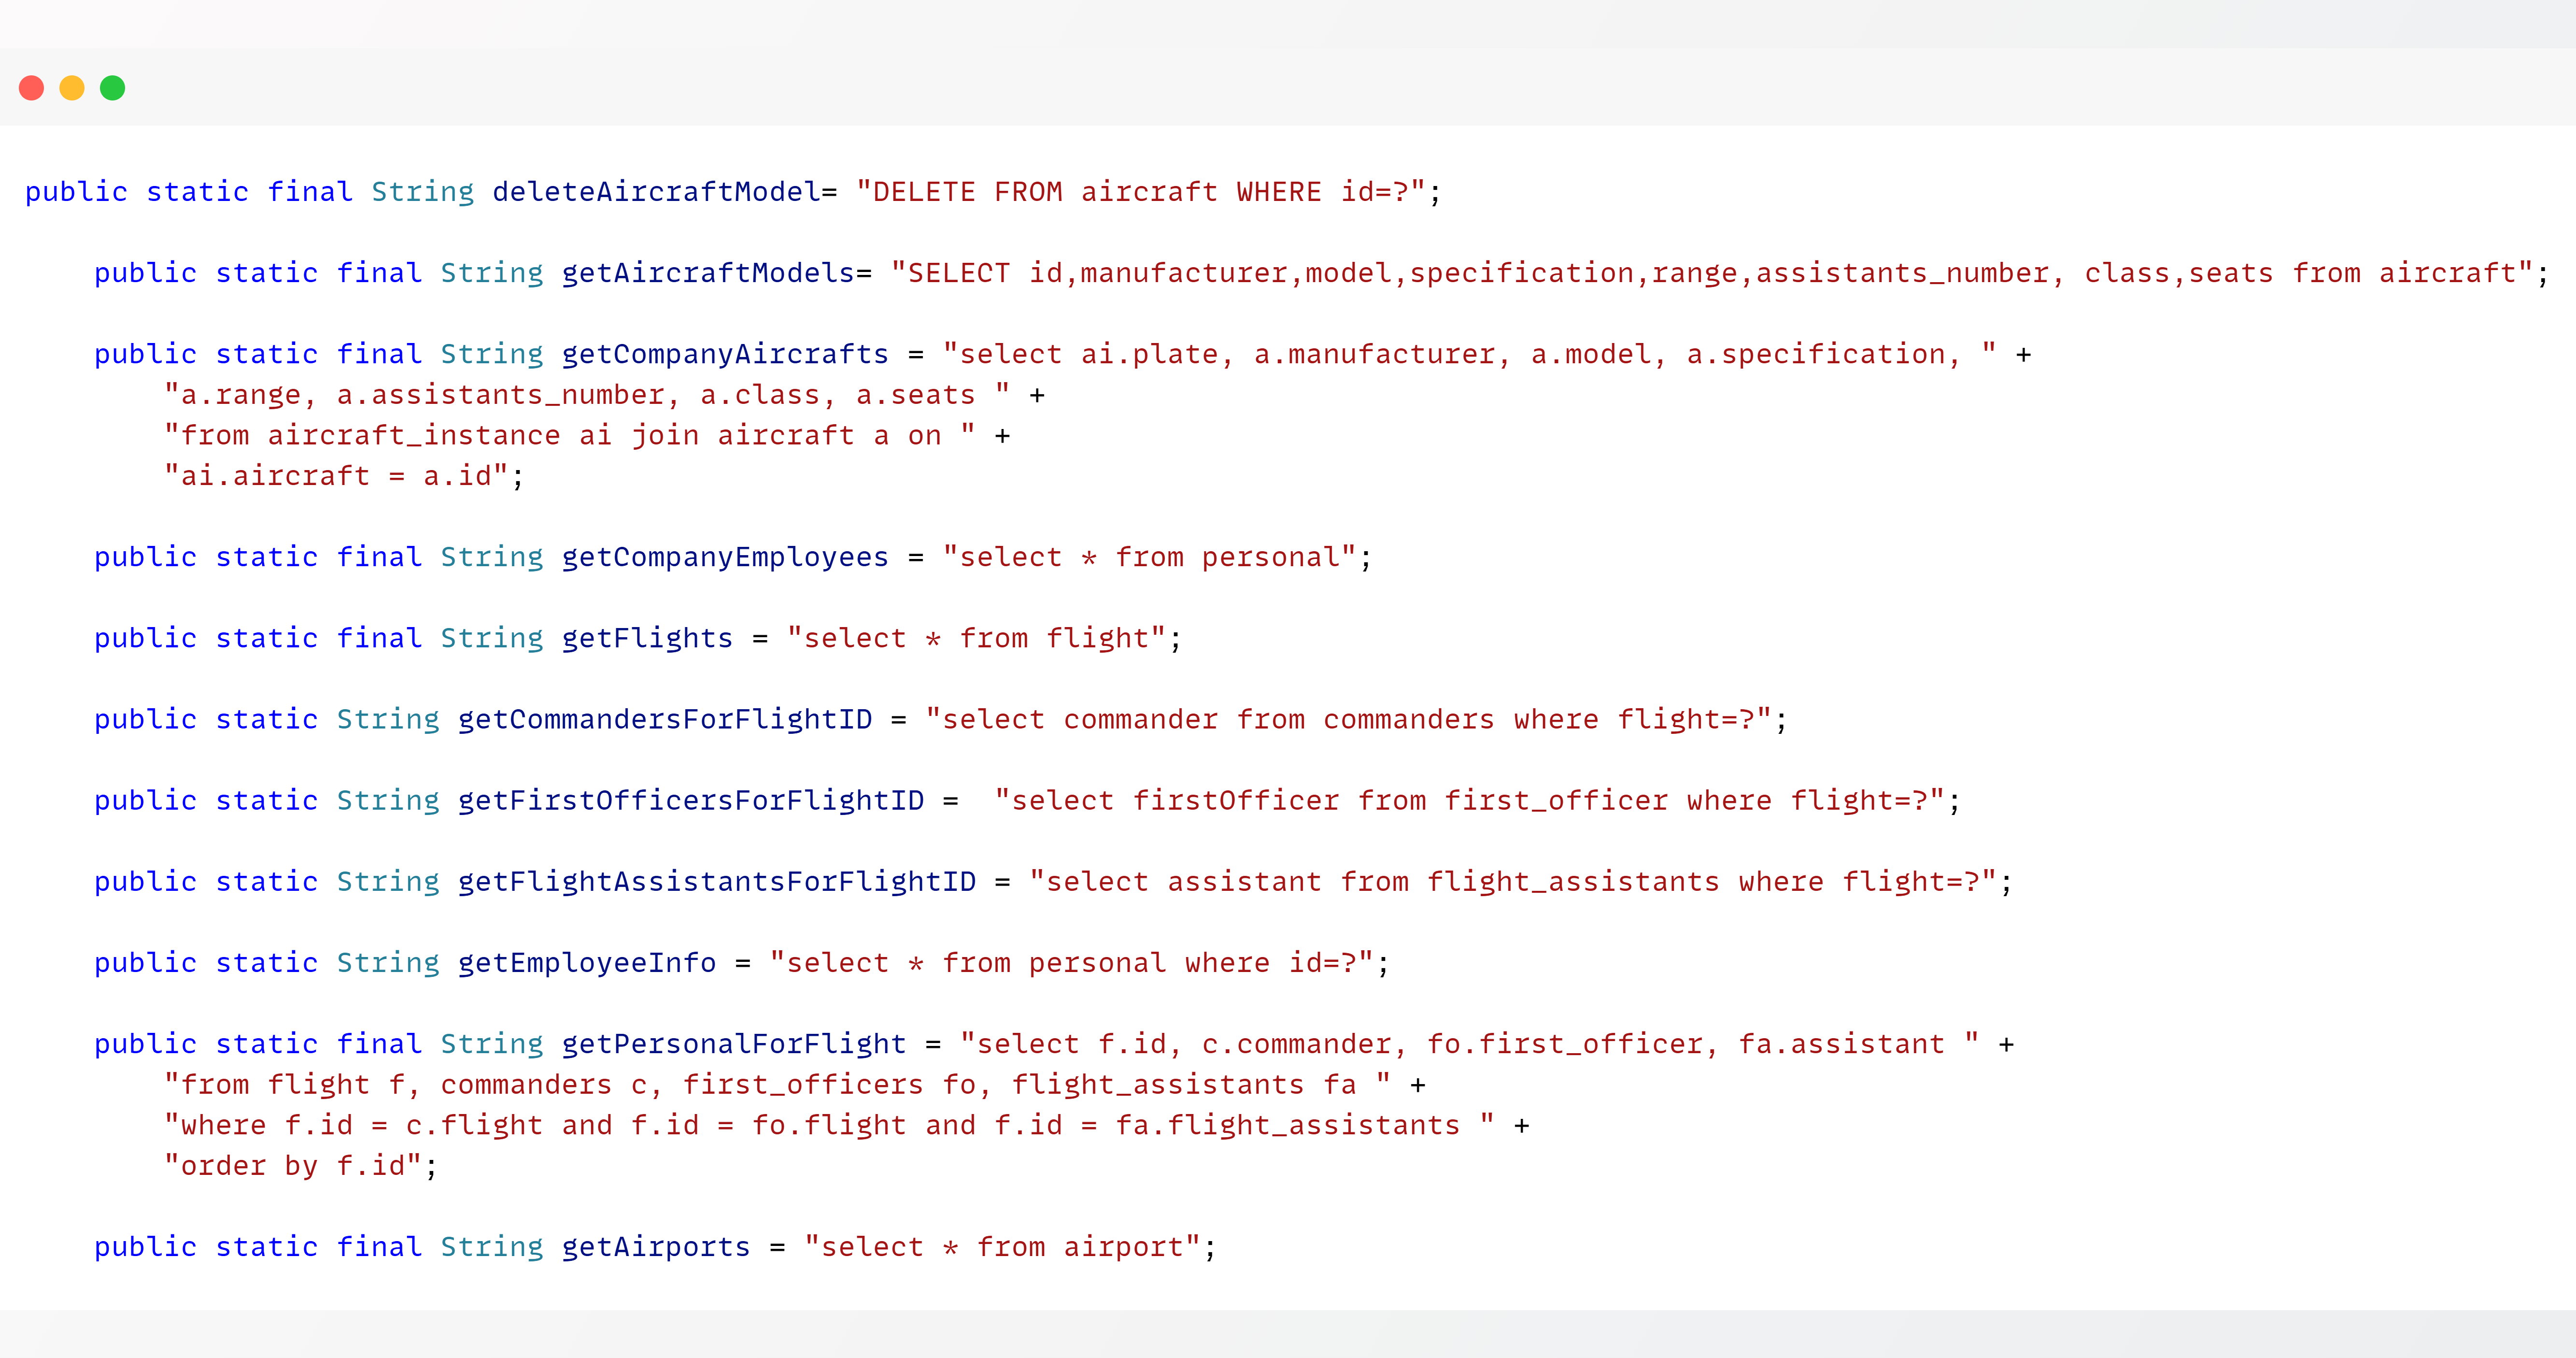 public static final String deleteAircraftModel= "DELETE FROM aircraft WHERE id=?";
public static final String getAircraftModels= "SELECT id,manufacturer,model,specification,range,assistants_number, class,seats from aircraft";
public static final String getCompanyAircrafts = "select ai.plate, a.manufacturer, a.model, a.specification, " +
"a.range, a.assistants_number, a.class, a.seats " +
"from aircraft_instance ai join aircraft a on " +
"ai.aircraft = a.id";
public static final String getCompanyEmployees = "select * from personal";
public static final String getFlights = "select * from flight";
public static String getCommandersForFlightID = "select commander from commanders where flight=?";
public static String getFirstOfficersForFlightID =  "select firstOfficer from first_officer where flight=?";
public static String getFlightAssistantsForFlightID = "select assistant from flight_assistants where flight=?";
public static String getEmployeeInfo = "select * from personal where id=?";
public static final String getPersonalForFlight = "select f.id, c.commander, fo.first_officer, fa.assistant " +
"from flight f, commanders c, first_officers fo, flight_assistants fa " +
"where f.id = c.flight and f.id = fo.flight and f.id = fa.flight_assistants " +
"order by f.id";
public static final String getAirports = "select * from airport";